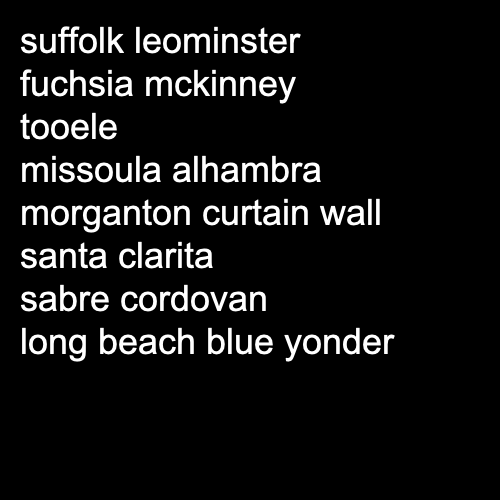 suffolk leominster
fuchsia mckinney
tooele
missoula alhambra
morganton curtain wall
santa clarita
sabre cordovan
long beach blue yonder